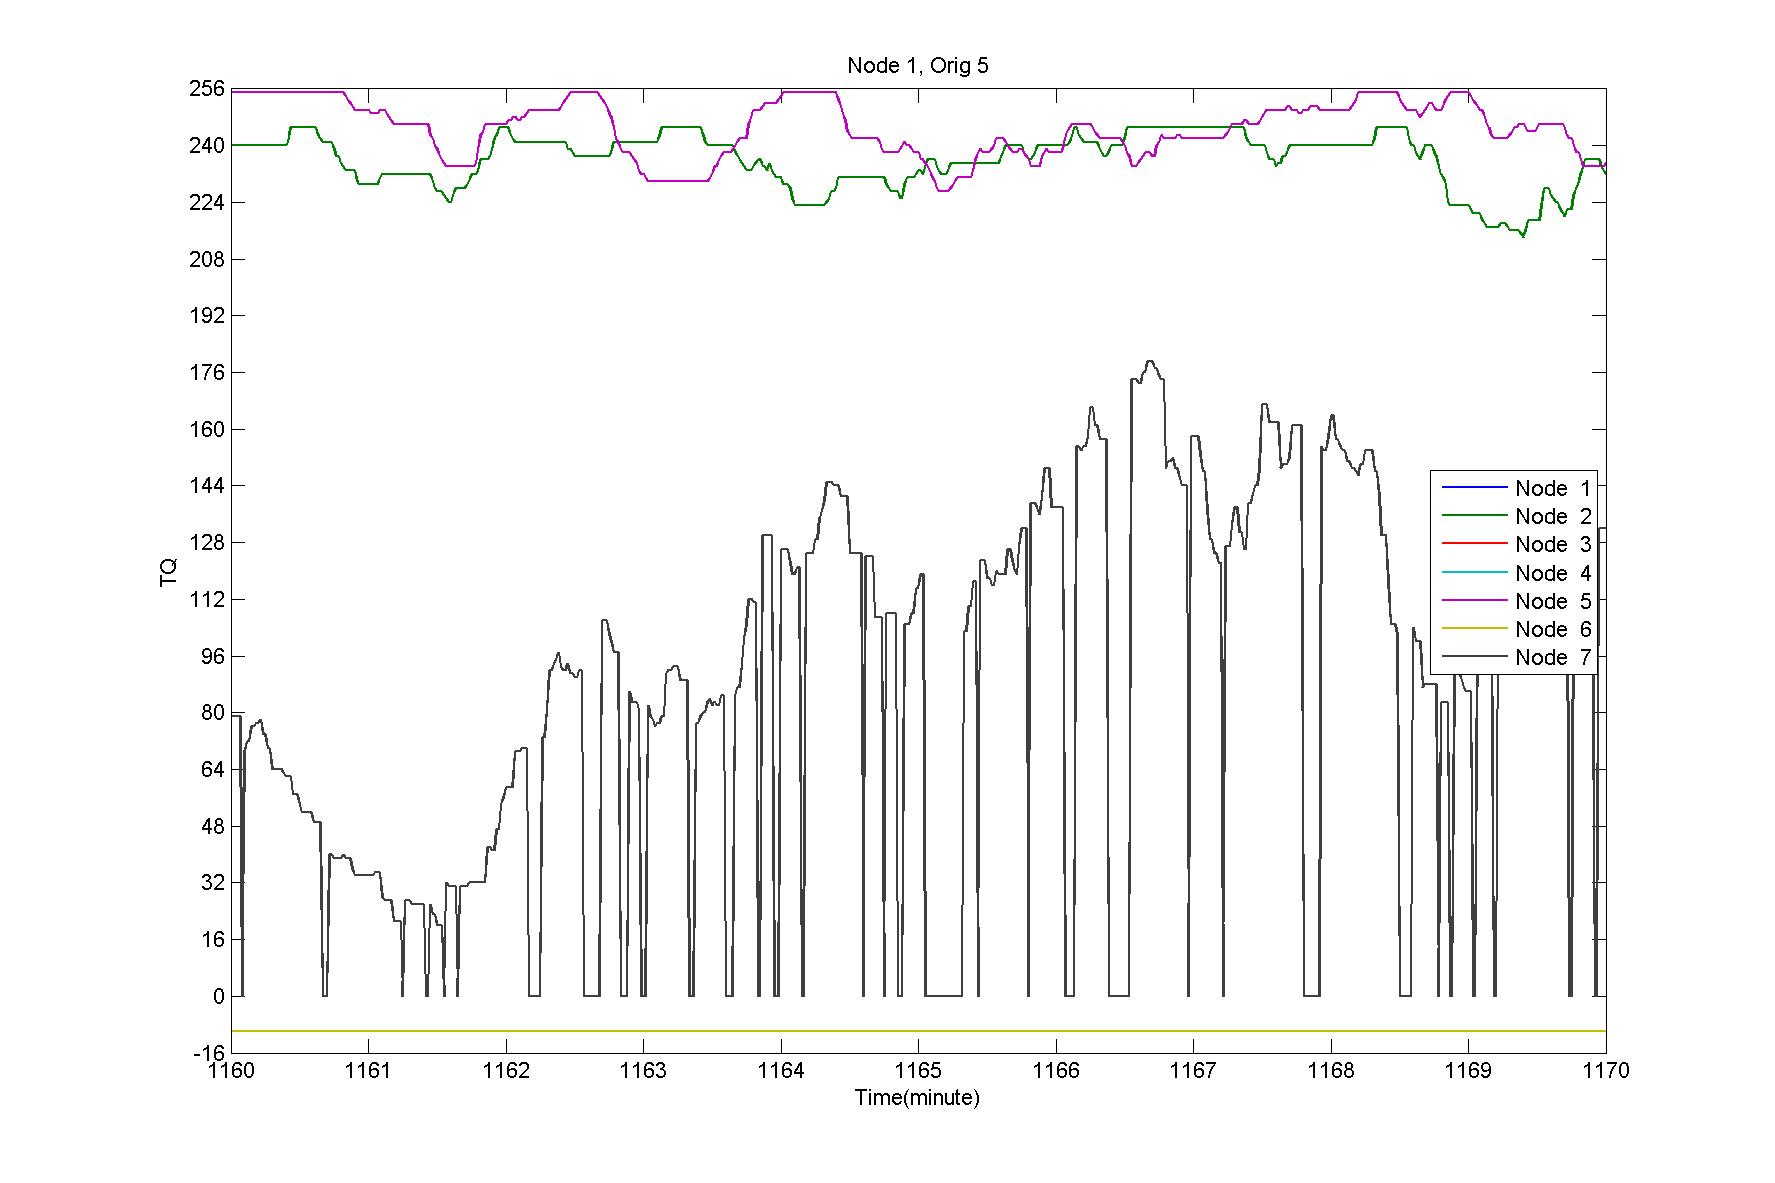 Node 1, Orig 5
256
240
224
208
192
176
160
144
128
112
96
80
64
48
32
16
0
-16
TQ
Node 1
Node 2
Node 3
Node 4
Node 5
Node 6
Node 7
1160 1161 1162 1163 1164 1165 1166 1167 1168 1169 1170
Time(minute)